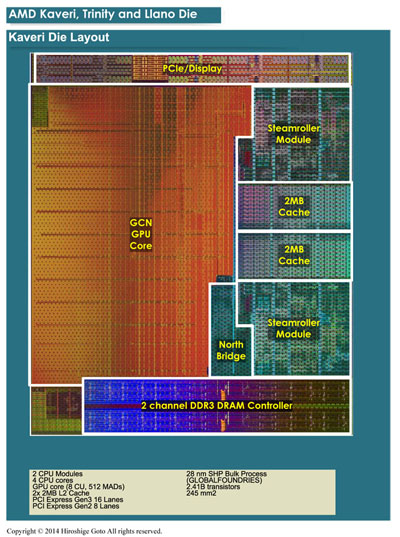 AMD Kaveri, Trinity and Llano Die
Kaveri Die Layout
PCIe/Display
Steamroller
Module
2MB
Cache
GCN
GPU
Core
2MB
Cache
Steamroller
Module
North
Bridge
2 channel DDR3 DRAM Controller
2 CPU Modules
4 CPU cores
GPU core (8 CU, 512 MADs)
2x 2MB L2 Cache
PCI Express Gen3 16 Lanes
PCI Express Gen2 8 Lanes
28 nm SHP Bulk Process
(GLOBALFOUNDRIES)
2.41B transistors
245 mm2
Copyright © 2014 Hiroshige Goto All rights reserved.